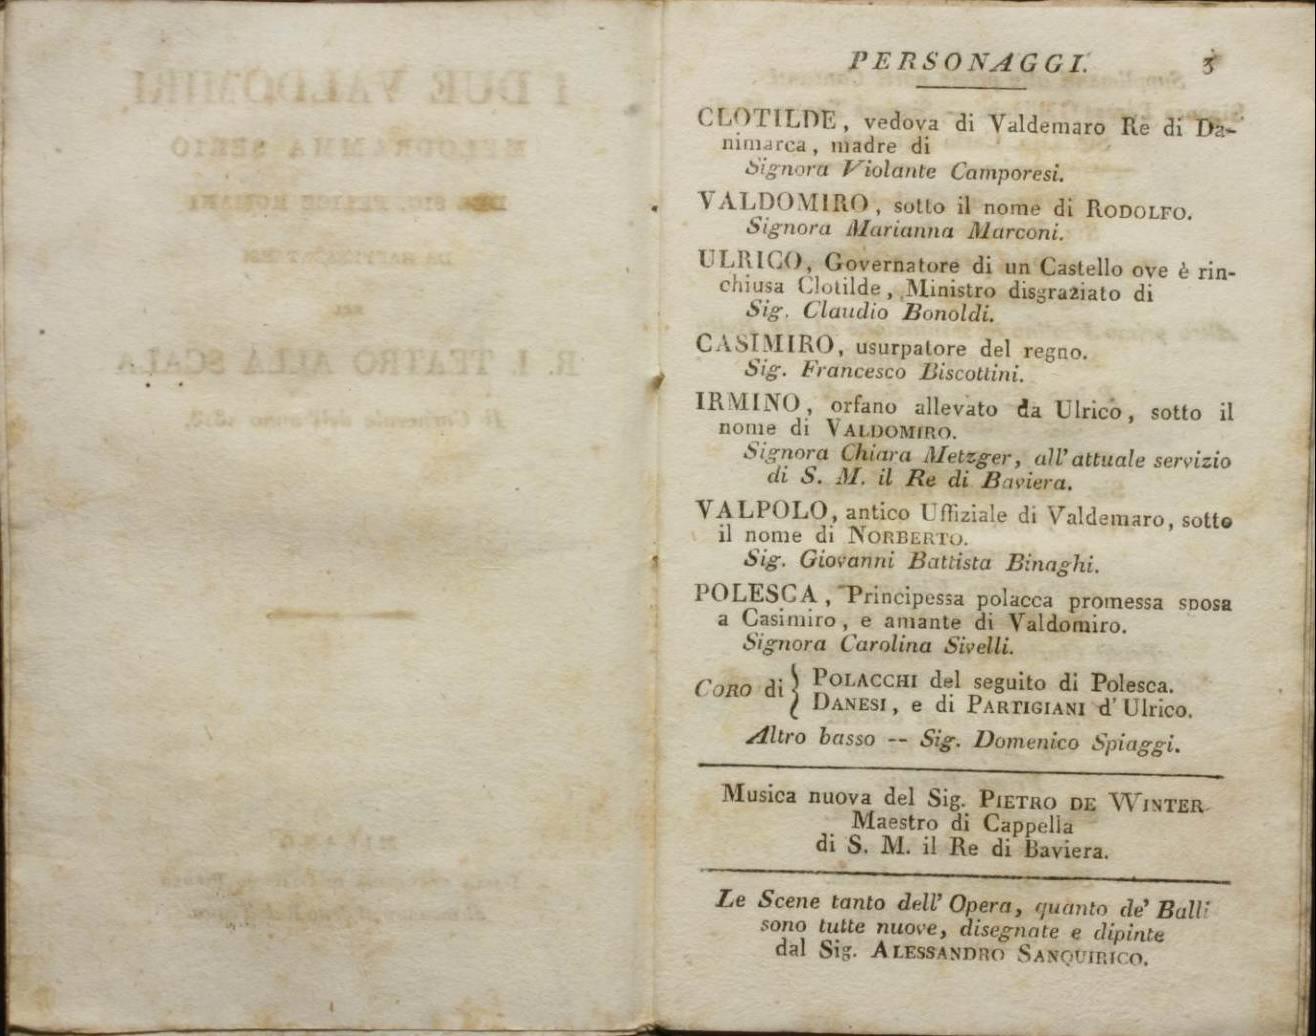 PERSONAGGI. 3
CLOTILDE, vedova di Valdemaro Re di Da-
nimarca, madre di
Signora Violante Camporesi.
VALDOMIRO, sotto il nome di RODOLFO.
Signora Marianna Marconi.
ULRICO, Governatore di un Castello ove è rin-
chiusa Clotilde, Ministro disgraziato di
Sig. Claudio Bonoldi.
CASIMIRO, usurpatore del regno.
Sig. Francesco Biscottini.
IRMINO, orfano allevato da Ulrico, sotto il
nome di VALDOMIRO.
Signora Chiara Metzger, all' attuale servizio
di S. M. il Re di Baviera.
VALPOLO, antico Uffiziale di Valdemaro, sotto
il nome di NORBERTO.
Sig. Giovanni Battista Binaghi.
POLESCA, Principessa polacca promessa sposa
a Casimiro, e amante di Valdomiro.
Signora Carolina Sivelli.
CORO di { POLACCHI del seguito di Polesca.
DANESI, e di PARTIGIANI d' Ulrico.
Altro basso -- Sig. Domenico Spiaggi.
Musica nuova del Sig. PIETRO DE WINTER
Maestro di Cappella
di S. M. il Re di Baviera.
Le Scene tanto dell' Opera, quanto de' Balli
sono tutte nuove, disegnate e dipinte
dal Sig. ALESSANDRO SANQUIRICO.